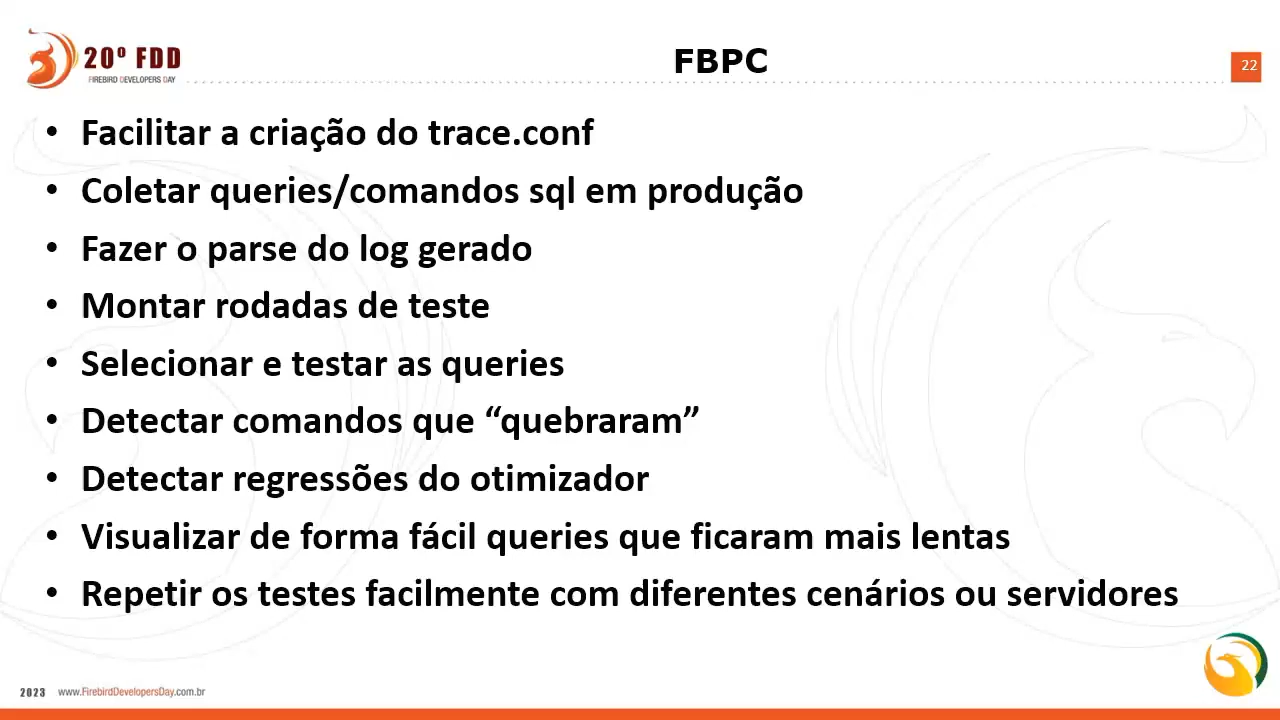 20º FDD
FIREBIRD DEVELOPERS DAY
FBPC
22
• Facilitar a criação do trace.conf
• Coletar queries/comandos sql em produção
• Fazer o parse do log gerado
• Montar rodadas de teste
• Selecionar e testar as queries
• Detectar comandos que “quebraram”
• Detectar regressões do otimizador
• Visualizar de forma fácil queries que ficaram mais lentas
• Repetir os testes facilmente com diferentes cenários ou servidores
2023 www.FirebirdDevelopersDay.com.br